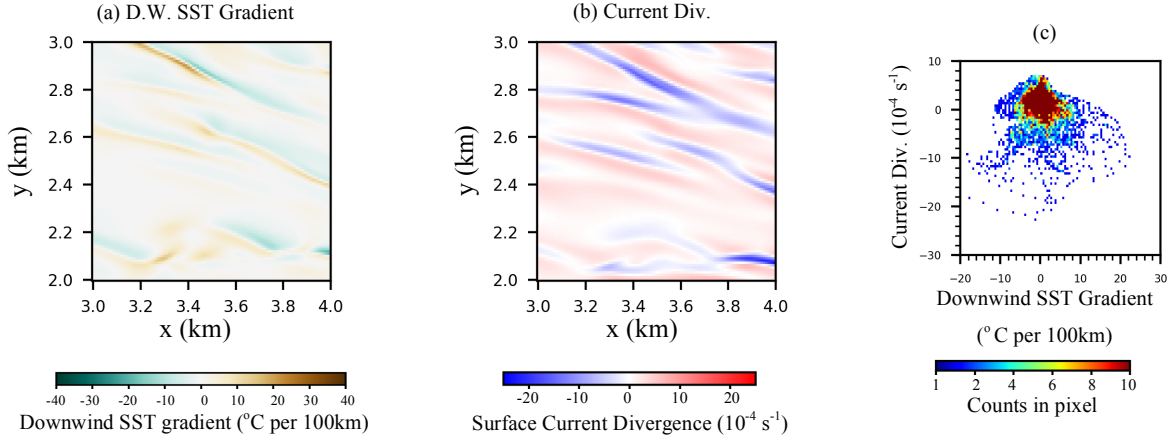 (a) D.W. SST Gradient
3.0
2.8
2.6
2.4
2.2
2.0
y (km)
3.0 3.2 3.4 3.6 3.8 4.0
x (km)
-40 -30 -20 -10 0 10 20 30 40
Downwind SST gradient (°C per 100km)
(b) Current Div.
3.0
2.8
2.6
2.4
2.2
2.0
y (km)
3.0 3.2 3.4 3.6 3.8 4.0
x (km)
-20 -10 0 10 20
Surface Current Divergence (10⁻⁴ s⁻¹)
(c)
10
0
−10
−20
−30
Current Div. (10⁻⁴ s⁻¹)
−20 −10 0 10 20 30
Downwind SST Gradient
(°C per 100km)
1 2 4 6 8 10
Counts in pixel